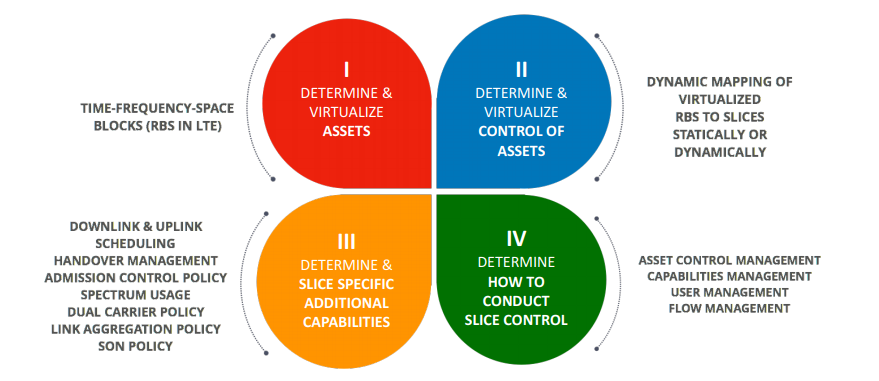 TIME-FREQUENCY-SPACE
BLOCKS (RBS IN LTE)
I
DETERMINE &
VIRTUALIZE
ASSETS
II
DETERMINE &
VIRTUALIZE
CONTROL OF
ASSETS
DYNAMIC MAPPING OF
VIRTUALIZED
RBS TO SLICES
STATICALLY OR
DYNAMICALLY
DOWNLINK & UPLINK
SCHEDULING
HANDOVER MANAGEMENT
ADMISSION CONTROL POLICY
SPECTRUM USAGE
DUAL CARRIER POLICY
LINK AGGREGATION POLICY
SON POLICY
III
DETERMINE &
SLICE SPECIFIC
ADDITIONAL
CAPABILITIES
IV
DETERMINE
HOW TO
CONDUCT
SLICE CONTROL
ASSET CONTROL MANAGEMENT
CAPABILITIES MANAGEMENT
USER MANAGEMENT
FLOW MANAGEMENT